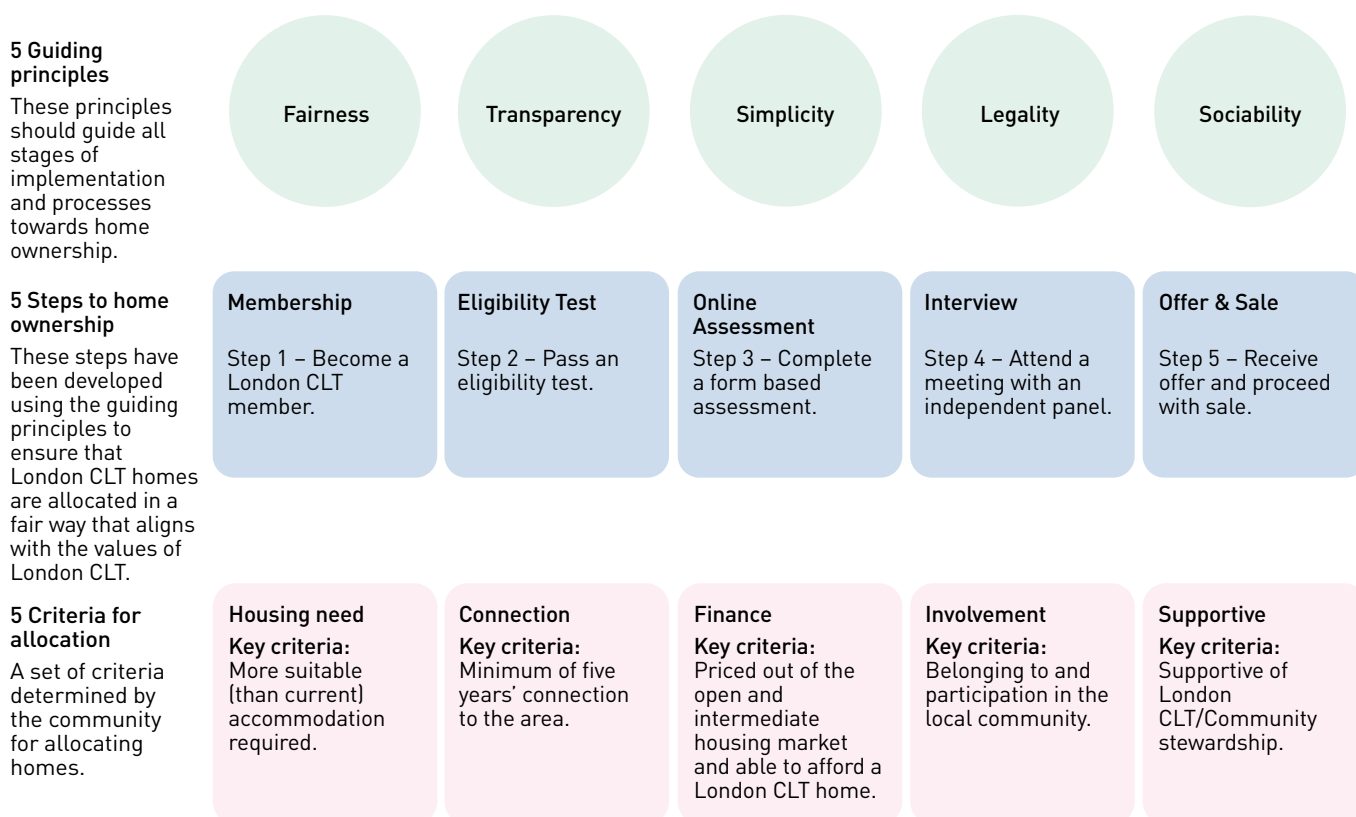 5 Guiding
principles
These principles
should guide all
stages of
implementation
and processes
towards home
ownership.
Fairness
Transparency
Simplicity
Legality
Sociability
5 Steps to home
ownership
These steps have
been developed
using the guiding
principles to
ensure that
London CLT homes
are allocated in a
fair way that aligns
with the values of
London CLT.
Membership
Step 1 – Become a
London CLT
member.
Eligibility Test
Step 2 – Pass an
eligibility test.
Online
Assessment
Step 3 – Complete
a form based
assessment.
Interview
Step 4 – Attend a
meeting with an
independent panel.
Offer & Sale
Step 5 – Receive
offer and proceed
with sale.
5 Criteria for
allocation
A set of criteria
determined by
the community
for allocating
homes.
Housing need
Key criteria:
More suitable
(than current)
accommodation
required.
Connection
Key criteria:
Minimum of five
years’ connection
to the area.
Finance
Key criteria:
Priced out of the
open and
intermediate
housing market
and able to afford a
London CLT home.
Involvement
Key criteria:
Belonging to and
participation in the
local community.
Supportive
Key criteria:
Supportive of
London
CLT/Community
stewardship.